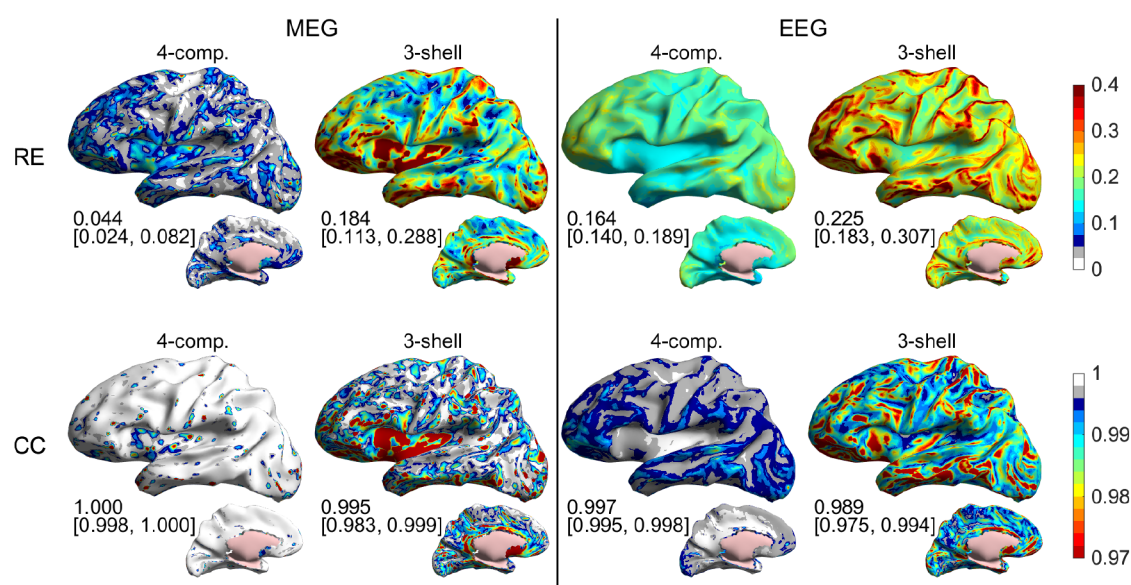 MEG
EEG
4-comp.
3-shell
4-comp.
3-shell
RE
0.044
[0.024, 0.082]
0.184
[0.113, 0.288]
0.164
[0.140, 0.189]
0.225
[0.183, 0.307]
0.4
0.3
0.2
0.1
0
4-comp.
3-shell
4-comp.
3-shell
CC
1.000
[0.998, 1.000]
0.995
[0.983, 0.999]
0.997
[0.995, 0.998]
0.989
[0.975, 0.994]
1
0.99
0.98
0.97